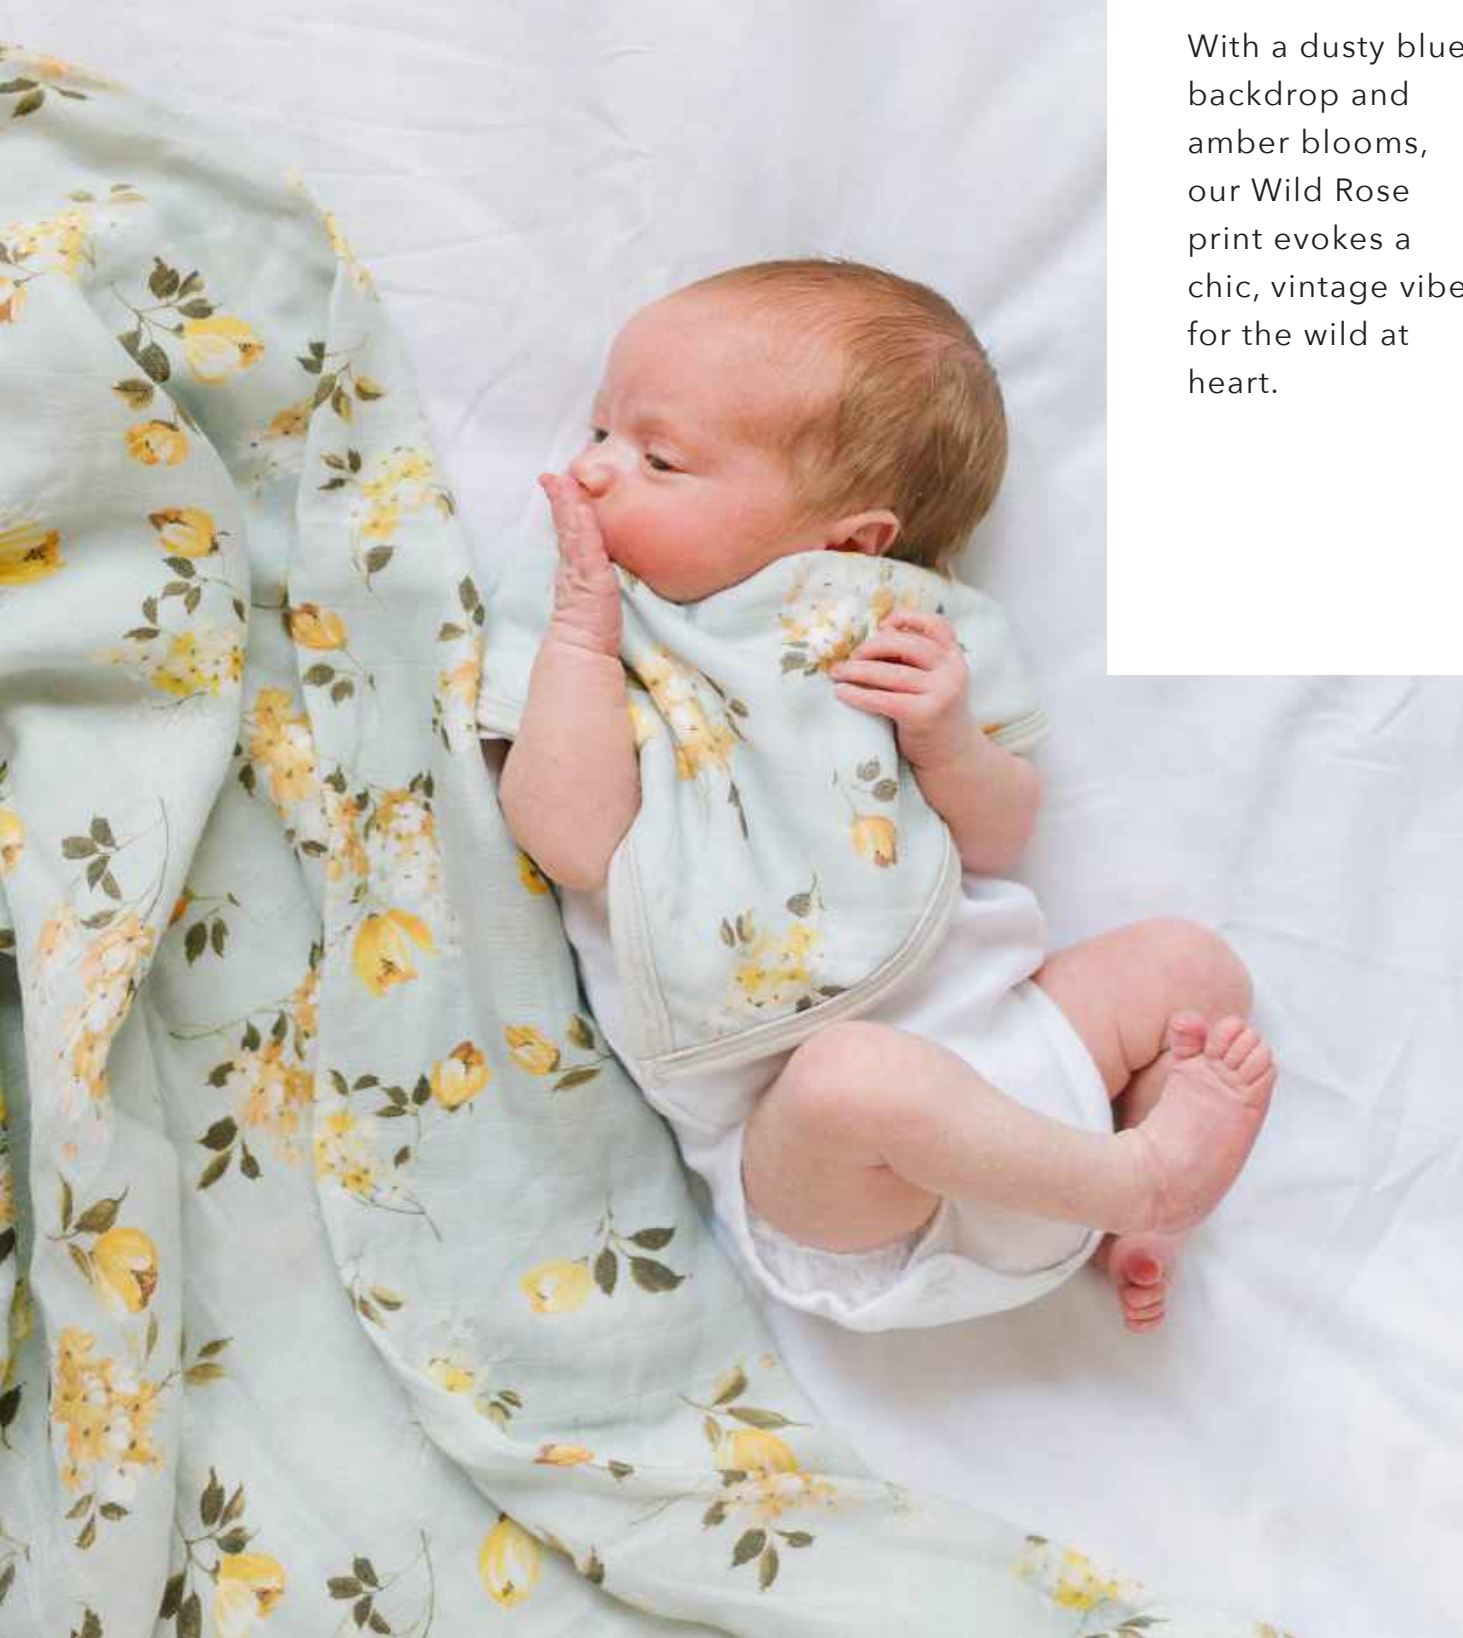 With a dusty blue
backdrop and
amber blooms,
our Wild Rose
print evokes a
chic, vintage vibe
for the wild at
heart.